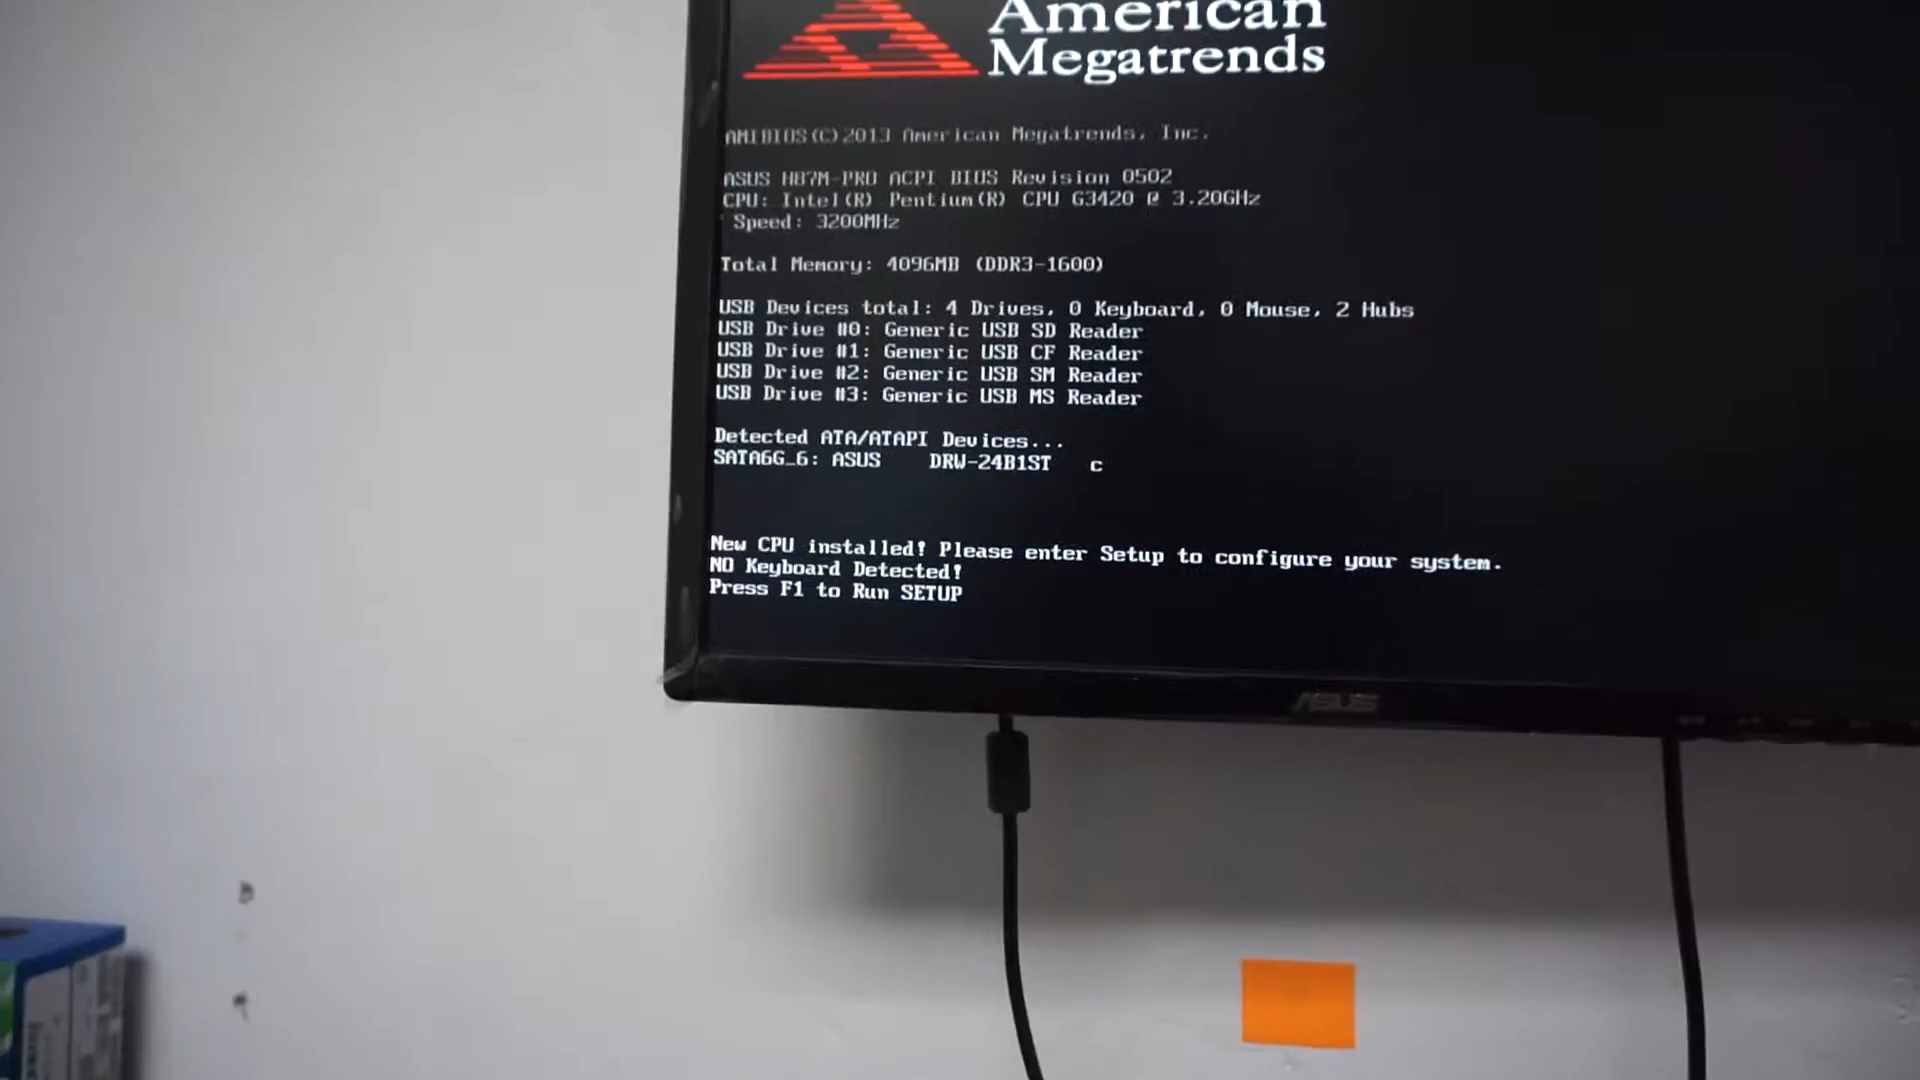 American
Megatrends
AMIBIOS(C)2013 American Megatrends, Inc.
ASUS H87M-PRO ACPI BIOS Revision 0502
CPU: Intel(R) Pentium(R) CPU G3420 @ 3.20GHz
Speed: 3200MHz
Total Memory: 4096MB (DDR3-1600)
USB Devices total: 4 Drives, 0 Keyboard, 0 Mouse, 2 Hubs
USB Drive #0: Generic USB SD Reader
USB Drive #1: Generic USB CF Reader
USB Drive #2: Generic USB SM Reader
USB Drive #3: Generic USB MS Reader
Detected ATA/ATAPI Devices...
SATA6G_6: ASUS DRW-24B1ST c
New CPU installed! Please enter Setup to configure your system.
NO Keyboard Detected!
Press F1 to Run SETUP
ASUS